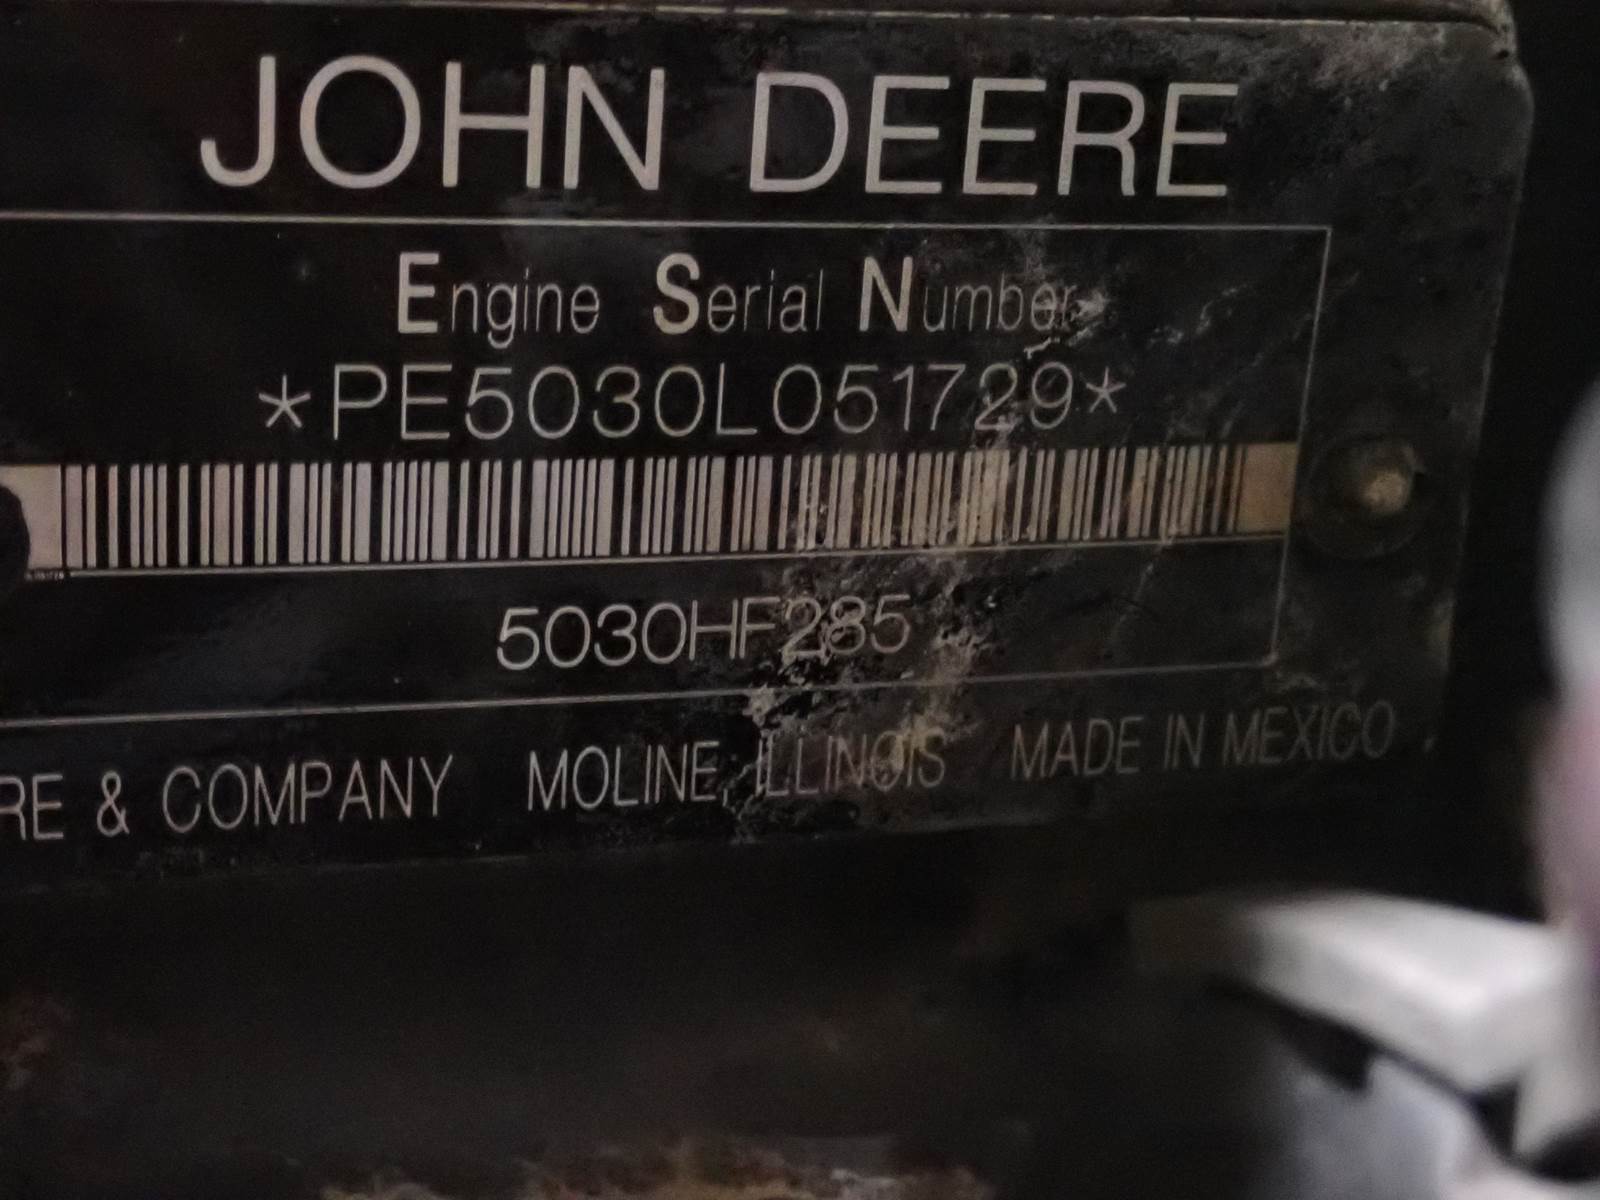 JOHN DEERE
Engine Serial Number
*PE5030L051729*
5030HF285
RE & COMPANY MOLINE, ILLINOIS MADE IN MEXICO